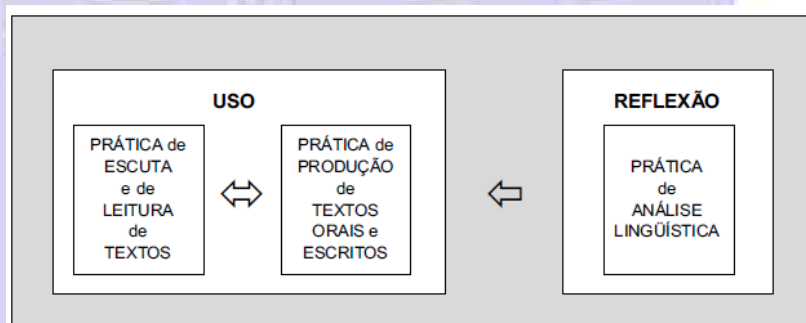 USO
PRÁTICA de
ESCUTA
e de
LEITURA
de
TEXTOS
PRÁTICA de
PRODUÇÃO
de
TEXTOS
ORAIS e
ESCRITOS
REFLEXÃO
PRÁTICA
de
ANÁLISE
LINGÜÍSTICA